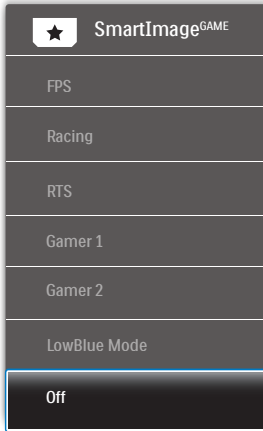 SmartImageGAME
FPS
Racing
RTS
Gamer 1
Gamer 2
LowBlue Mode
Off